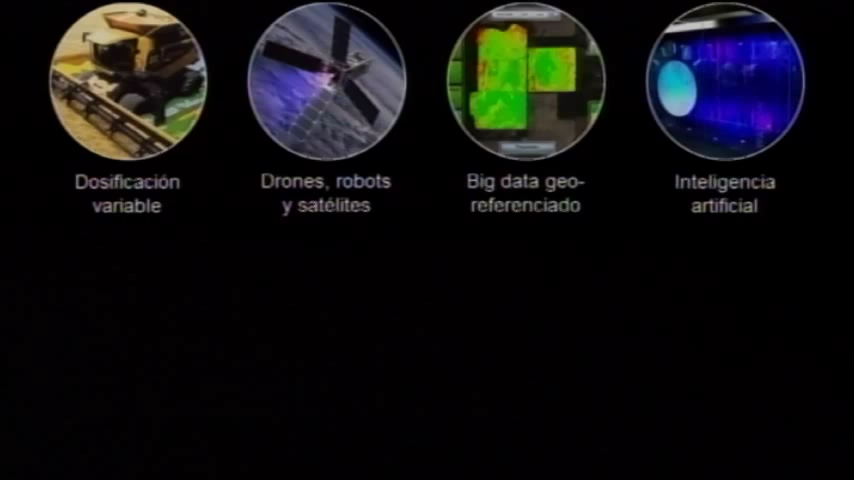 Dosificación
variable
Drones, robots
y satélites
Big data geo-
referenciado
Inteligencia
artificial